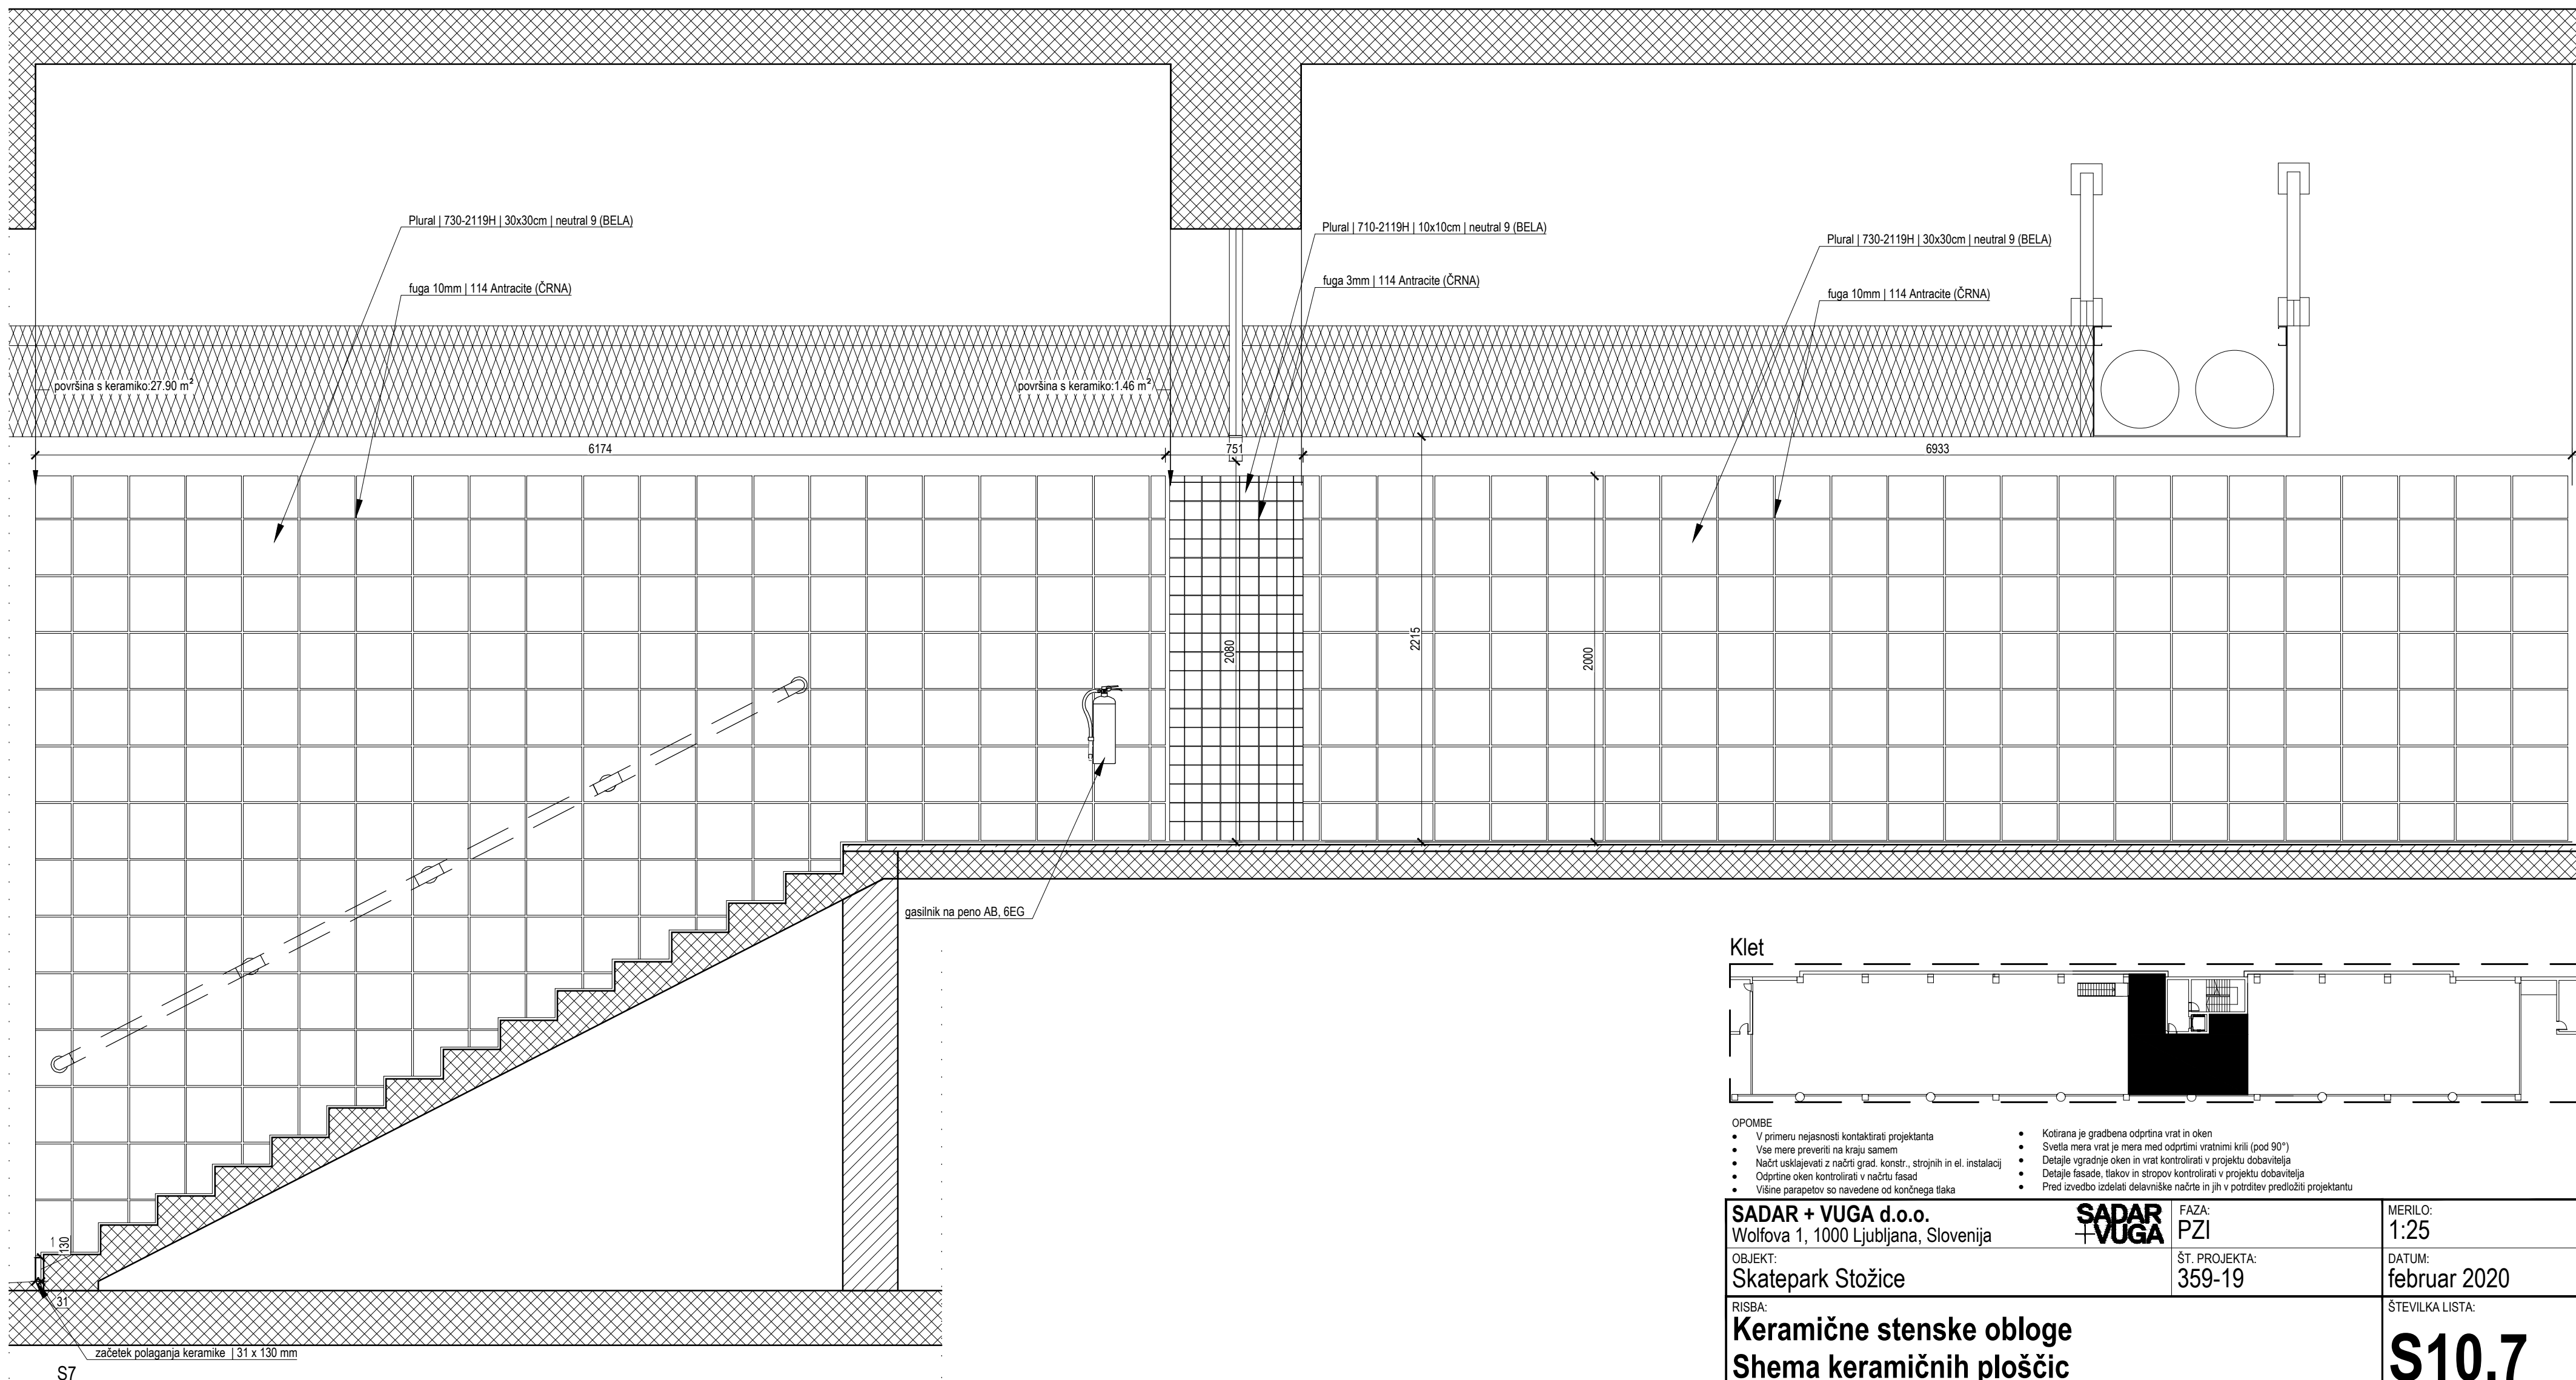 Plural | 730-2119H | 30x30cm | neutral 9 (BELA)
fuga 10mm | 114 Antracite (ČRNA)
Plural | 710-2119H | 10x10cm | neutral 9 (BELA)
fuga 3mm | 114 Antracite (ČRNA)
Plural | 730-2119H | 30x30cm | neutral 9 (BELA)
fuga 10mm | 114 Antracite (ČRNA)
površina s keramiko:27.90 m²
površina s keramiko:1.46 m²
6174
751
6933
2080
2215
2000
gasilnik na peno AB, 6EG
130
31
začetek polaganja keramike | 31 x 130 mm
S7
Klet
OPOMBE
• V primeru nejasnosti kontaktirati projektanta
• Vse mere preveriti na kraju samem
• Načrt usklajevati z načrti grad. konstr., strojnih in el. instalacij
• Odprtine oken kontrolirati v načrtu fasad
• Višine parapetov so navedene od končnega tlaka
• Kotirana je gradbena odprtina vrat in oken
• Svetla mera vrat je mera med odprtimi vratnimi krili (pod 90°)
• Detajle vgradnje oken in vrat kontrolirati v projektu dobavitelja
• Detajle fasade, tlakov in stropov kontrolirati v projektu dobavitelja
• Pred izvedbo izdelati delavniške načrte in jih v potrditev predložiti projektantu
SADAR + VUGA d.o.o.
Wolfova 1, 1000 Ljubljana, Slovenija
SADAR
+VUGA
FAZA:
PZI
MERILO:
1:25
OBJEKT:
Skatepark Stožice
ŠT. PROJEKTA:
359-19
DATUM:
februar 2020
RISBA:
Keramične stenske obloge
Shema keramičnih ploščic
ŠTEVILKA LISTA:
S10.7